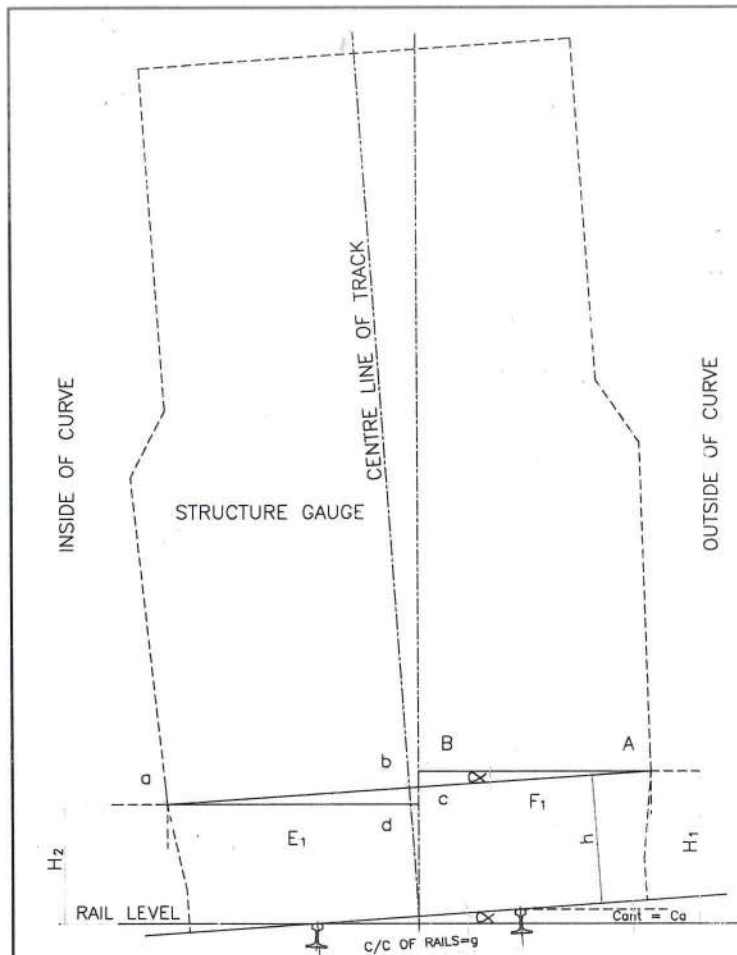 CENTRE LINE OF TRACK
INSIDE OF CURVE
OUTSIDE OF CURVE
STRUCTURE GAUGE
b
B
A
a
α
c
F1
d
E1
h
H2
H1
RAIL LEVEL
α
Cant = Ca
C/C OF RAILS=g